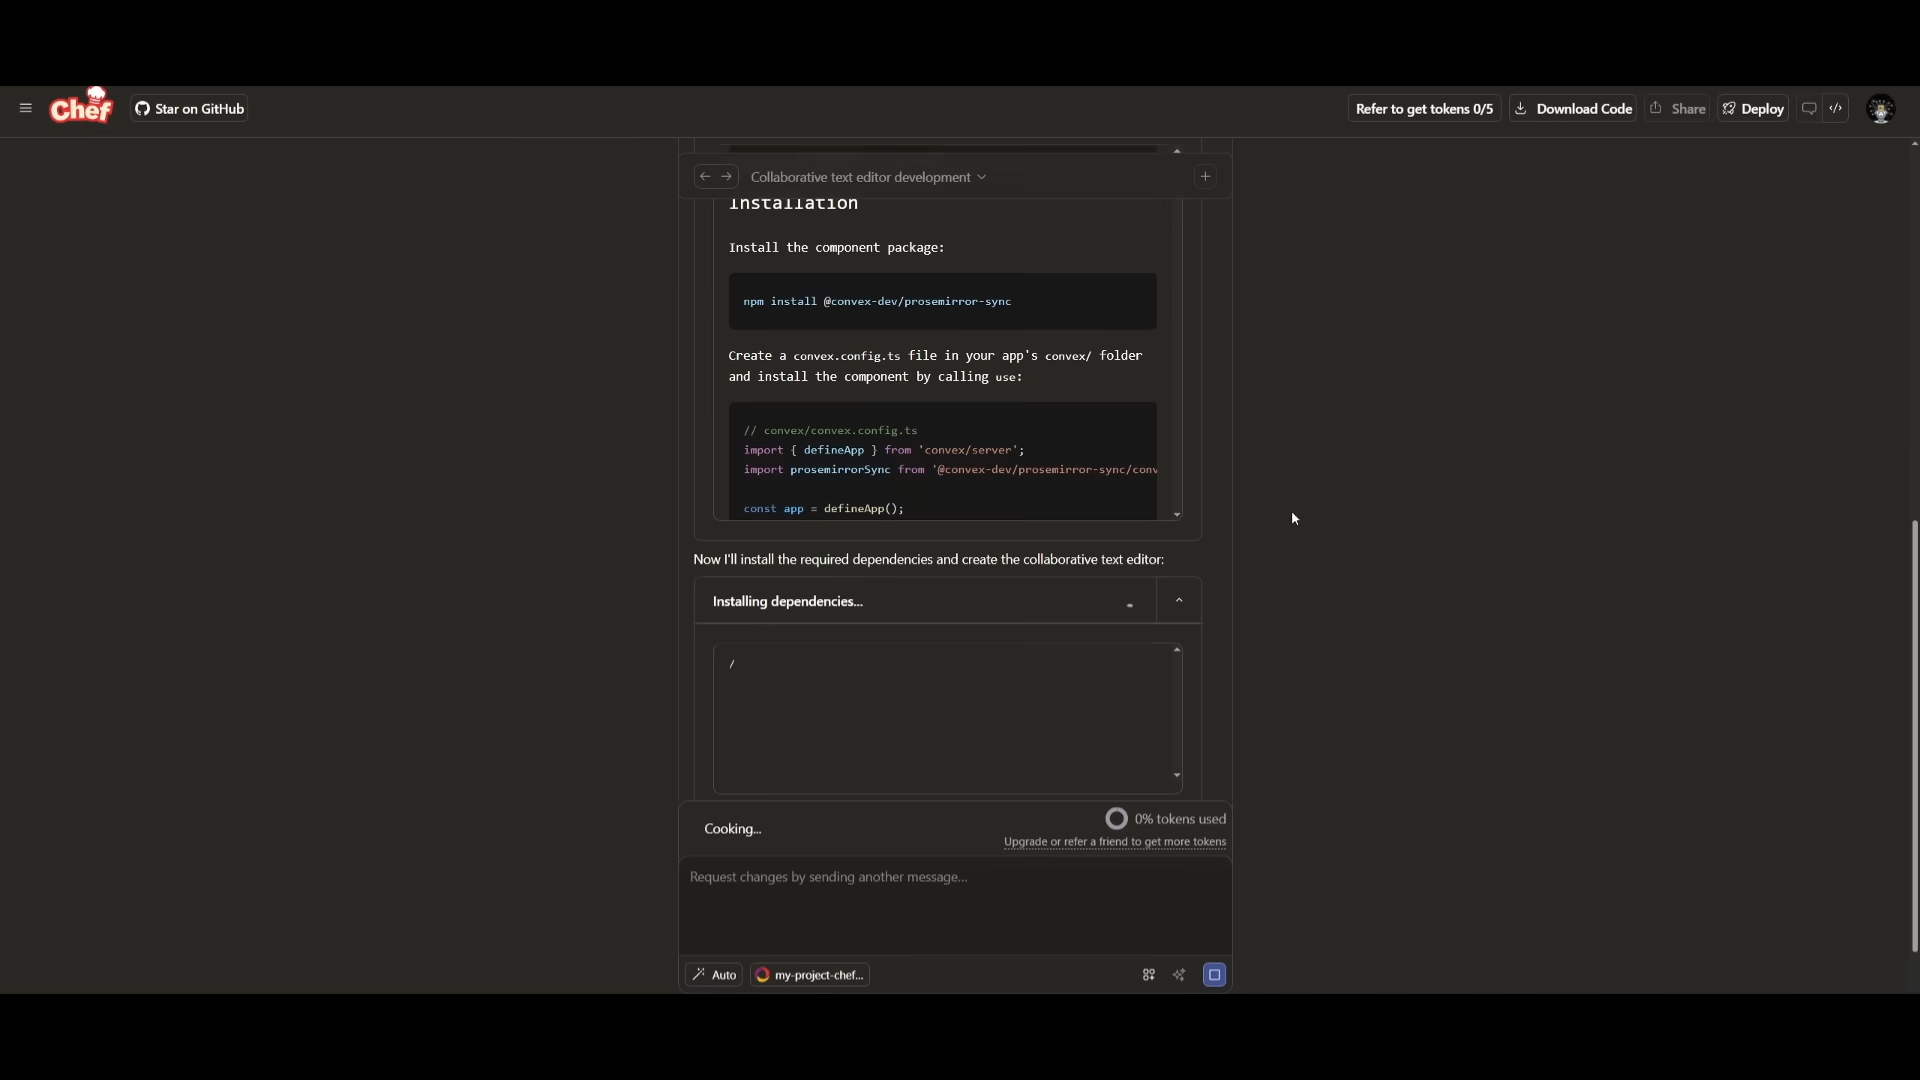 Chef
Star on GitHub
Refer to get tokens 0/5
Download Code
Share
Deploy
Collaborative text editor development
Installation
Install the component package:
npm install @convex-dev/prosemirror-sync
Create a convex.config.ts file in your app's convex/ folder
and install the component by calling use:
// convex/convex.config.ts
import { defineApp } from 'convex/server';
import prosemirrorSync from '@convex-dev/prosemirror-sync/conv
const app = defineApp();
Now I'll install the required dependencies and create the collaborative text editor:
Installing dependencies...
/
Cooking...
0% tokens used
Upgrade or refer a friend to get more tokens
Request changes by sending another message...
Auto
my-project-chef...